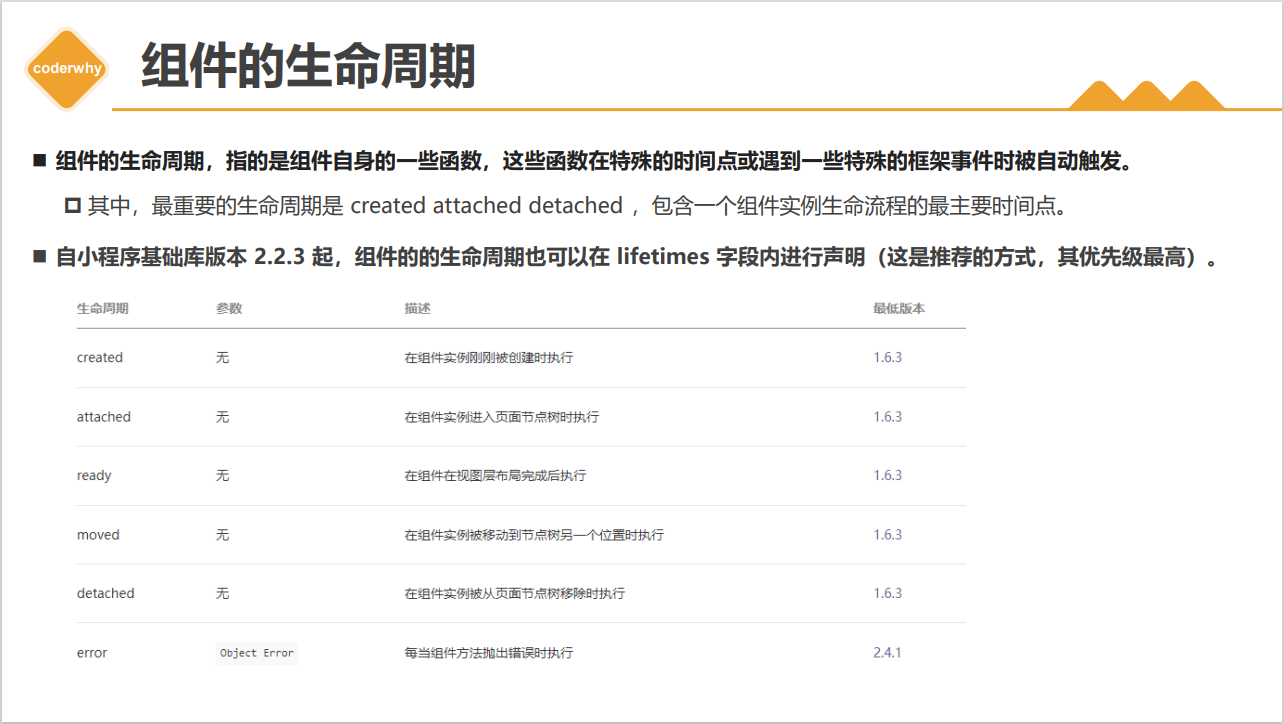 coderwhy
组件的生命周期
组件的生命周期，指的是组件自身的一些函数，这些函数在特殊的时间点或遇到一些特殊的框架事件时被自动触发。
其中，最重要的生命周期是 created attached detached ，包含一个组件实例生命流程的最主要时间点。
自小程序基础库版本 2.2.3 起，组件的的生命周期也可以在 lifetimes 字段内进行声明（这是推荐的方式，其优先级最高）。
生命周期 参数 描述 最低版本
created 无 在组件实例刚刚被创建时执行 1.6.3
attached 无 在组件实例进入页面节点树时执行 1.6.3
ready 无 在组件在视图层布局完成后执行 1.6.3
moved 无 在组件实例被移动到节点树另一个位置时执行 1.6.3
detached 无 在组件实例被从页面节点树移除时执行 1.6.3
error Object Error 每当组件方法抛出错误时执行 2.4.1